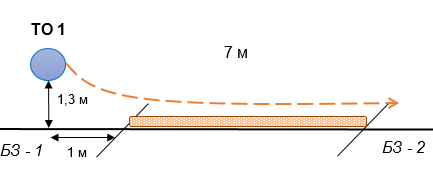 ТО 1
7 м
1,3 м
1 м
БЗ - 1
БЗ - 2